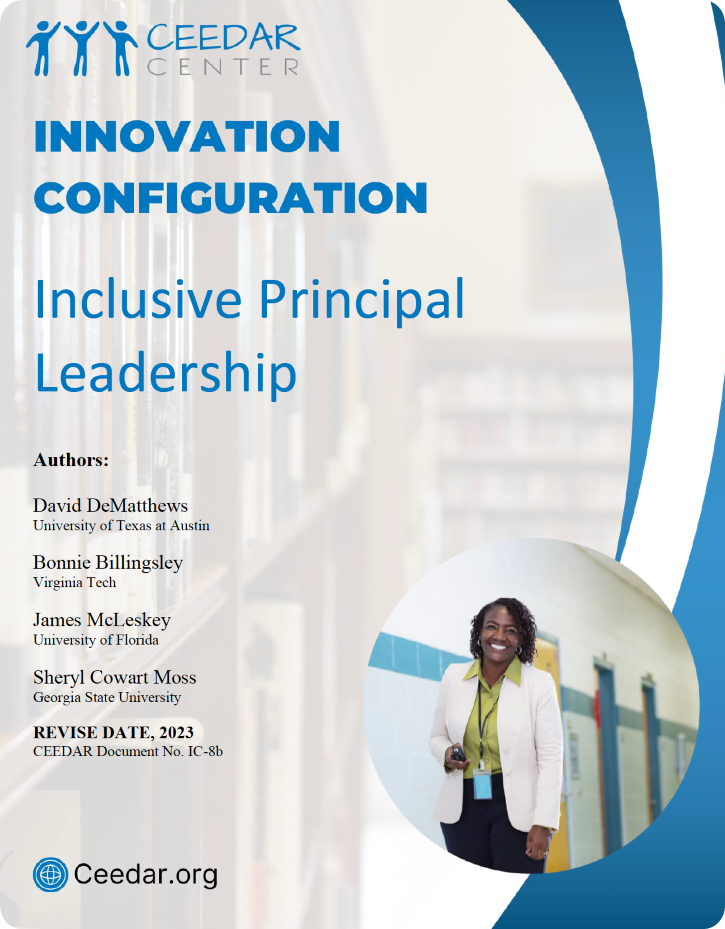 CEEDAR
CENTER
INNOVATION
CONFIGURATION
Inclusive Principal
Leadership
Authors:
David DeMatthews
University of Texas at Austin
Bonnie Billingsley
Virginia Tech
James McLeskey
University of Florida
Sheryl Cowart Moss
Georgia State University
REVISE DATE, 2023
CEEDAR Document No. IC-8b
Ceedar.org